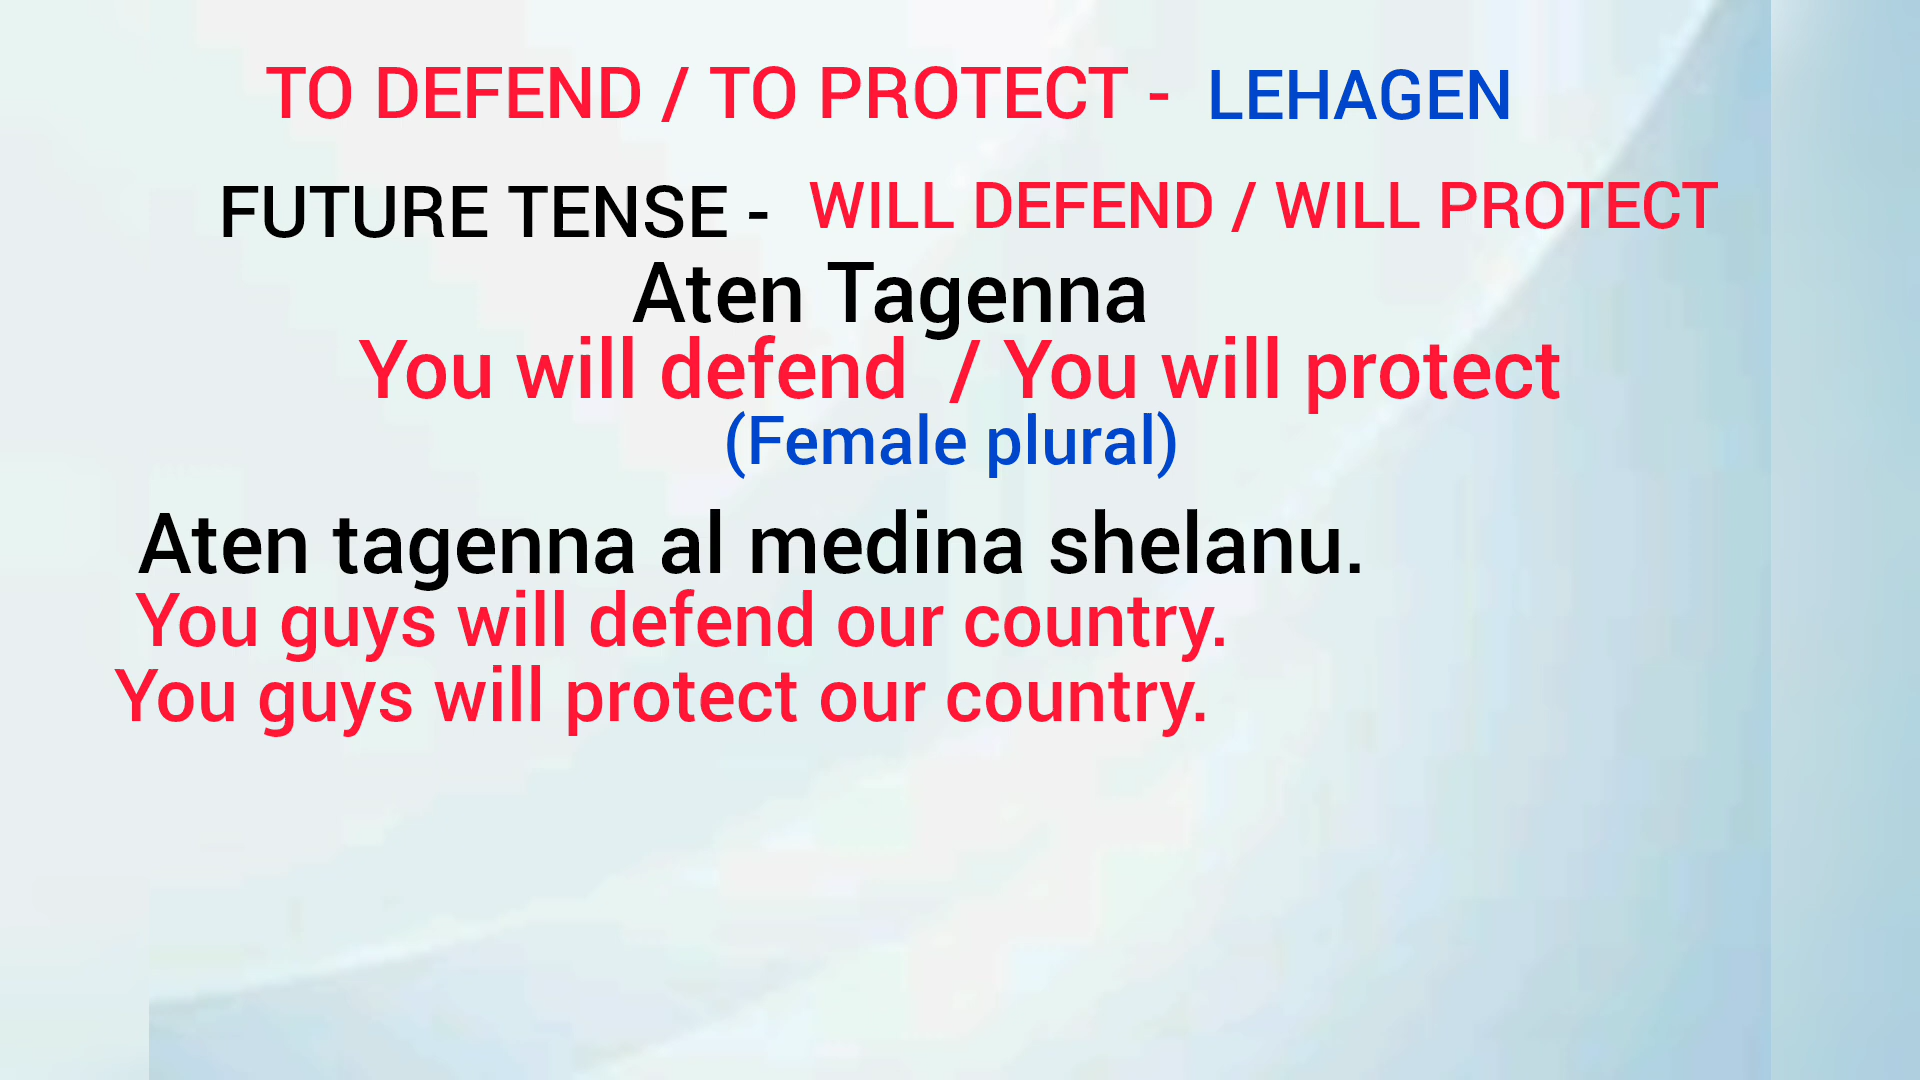 TO DEFEND / TO PROTECT - LEHAGEN
FUTURE TENSE - WILL DEFEND / WILL PROTECT
Aten Tagenna
You will defend / You will protect
(Female plural)
Aten tagenna al medina shelanu.
You guys will defend our country.
You guys will protect our country.